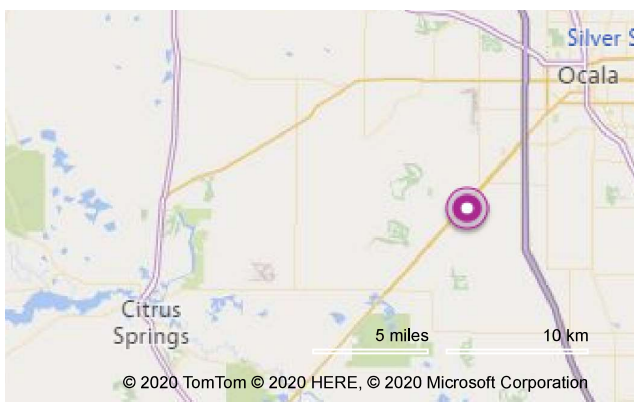 Silver S
Ocala
Citrus
Springs
5 miles 10 km
© 2020 TomTom © 2020 HERE, © 2020 Microsoft Corporation